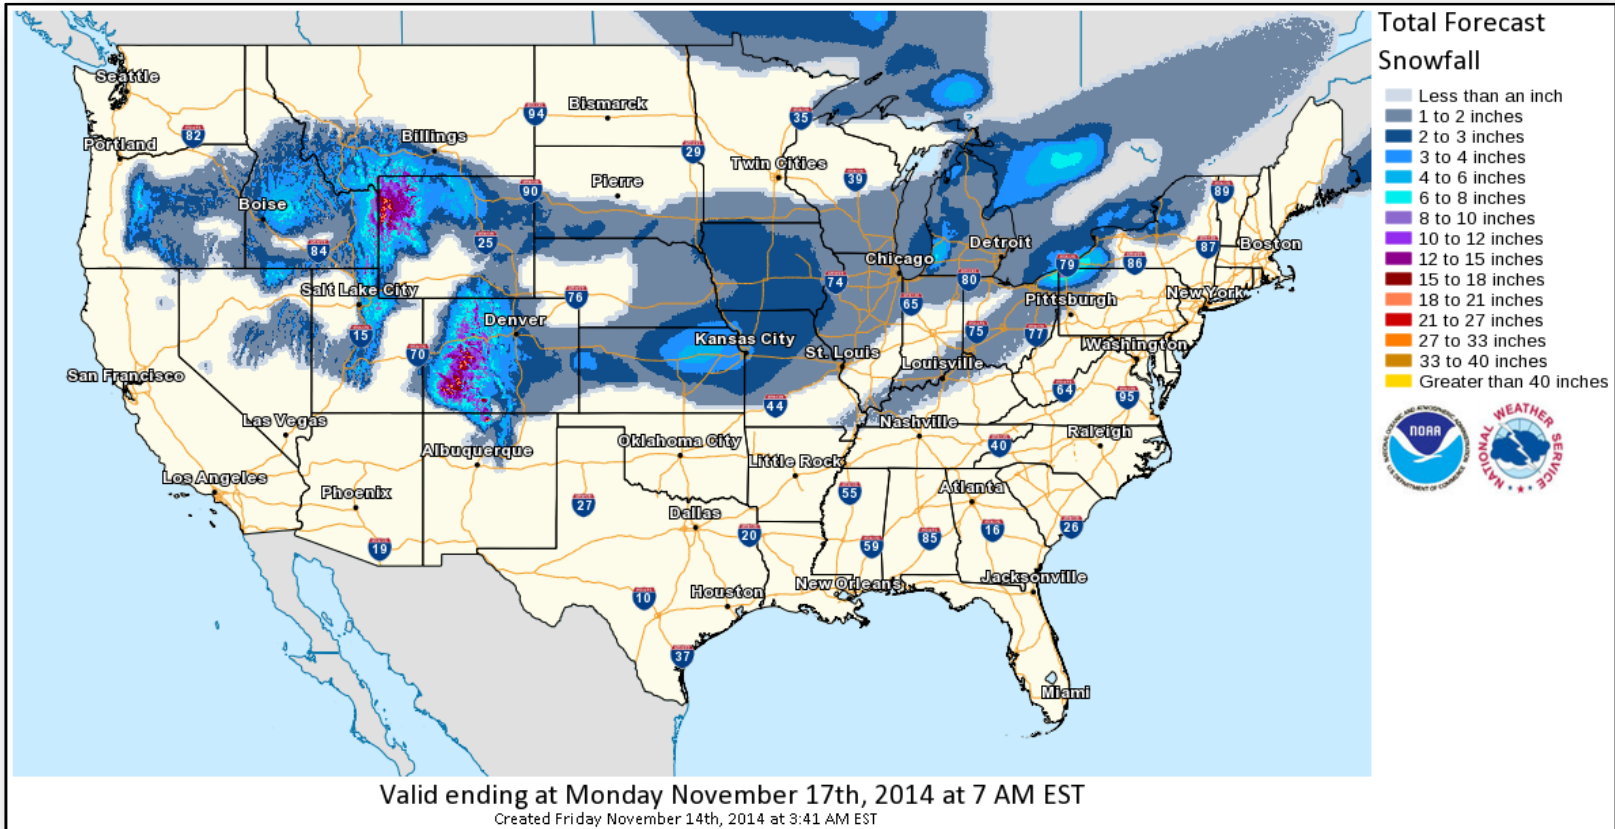 Total Forecast
Snowfall
Less than an inch
1 to 2 inches
2 to 3 inches
3 to 4 inches
4 to 6 inches
6 to 8 inches
8 to 10 inches
10 to 12 inches
12 to 15 inches
15 to 18 inches
18 to 21 inches
21 to 27 inches
27 to 33 inches
33 to 40 inches
Greater than 40 inches
NOAA
NATIONAL WEATHER SERVICE
Seattle
82
Portland
Billings
94
Bismarck
35
29
Twin Cities
39
90
Pierre
Boise
84
25
89
87
Boston
Detroit
Chicago
79
86
80
74
65
Salt Lake City
76
Pittsburgh
New York
Denver
15
70
Kansas City
St. Louis
75
77
Washington
Louisville
San Francisco
64
95
44
Las Vegas
Nashville
Raleigh
40
Albuquerque
Oklahoma City
Little Rock
Los Angeles
Phoenix
Atlanta
55
27
Dallas
20
19
59
85
16
26
Jacksonville
New Orleans
10
Houston
37
Miami
Valid ending at Monday November 17th, 2014 at 7 AM EST
Created Friday November 14th, 2014 at 3:41 AM EST